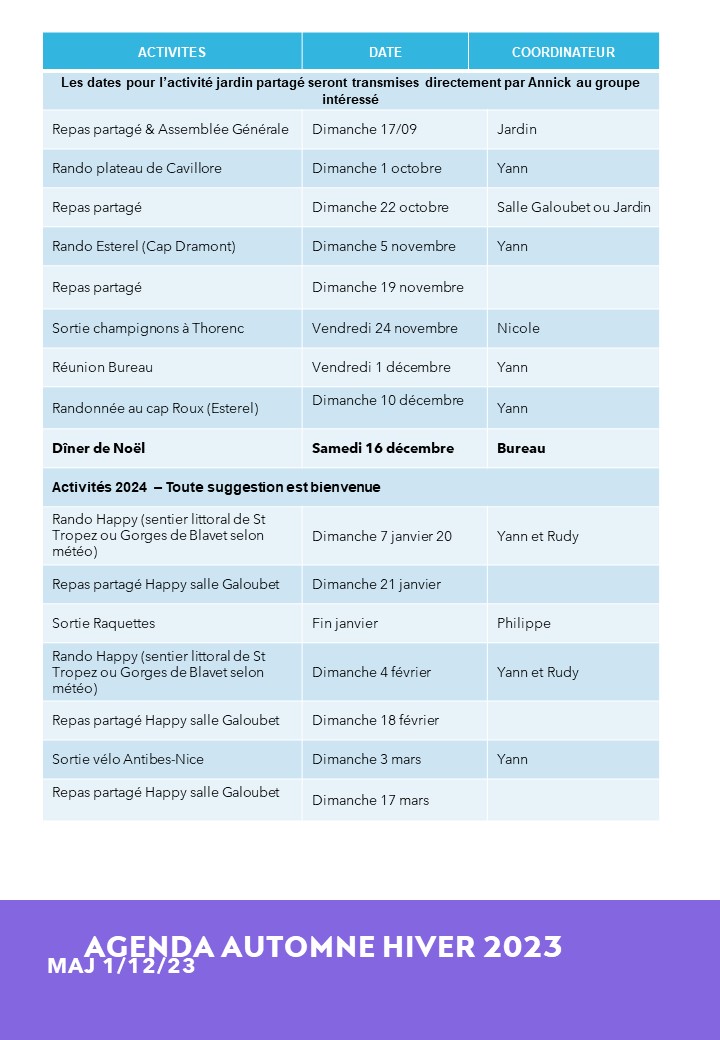 ACTIVITES DATE COORDINATEUR
Les dates pour l’activité jardin partagé seront transmises directement par Annick au groupe
intéressé
Repas partagé & Assemblée Générale Dimanche 17/09 Jardin
Rando plateau de Cavillore Dimanche 1 octobre Yann
Repas partagé Dimanche 22 octobre Salle Galoubet ou Jardin
Rando Esterel (Cap Dramont) Dimanche 5 novembre Yann
Repas partagé Dimanche 19 novembre
Sortie champignons à Thorenc Vendredi 24 novembre Nicole
Réunion Bureau Vendredi 1 décembre Yann
Randonnée au cap Roux (Esterel) Dimanche 10 décembre Yann
Dîner de Noël Samedi 16 décembre Bureau
Activités 2024 – Toute suggestion est bienvenue
Rando Happy (sentier littoral de St
Tropez ou Gorges de Blavet selon
météo)
Dimanche 7 janvier 20 Yann et Rudy
Repas partagé Happy salle Galoubet Dimanche 21 janvier
Sortie Raquettes Fin janvier Philippe
Rando Happy (sentier littoral de St
Tropez ou Gorges de Blavet selon
météo)
Dimanche 4 février Yann et Rudy
Repas partagé Happy salle Galoubet Dimanche 18 février
Sortie vélo Antibes-Nice Dimanche 3 mars Yann
Repas partagé Happy salle Galoubet Dimanche 17 mars
AGENDA AUTOMNE HIVER 2023
MAJ 1/12/23